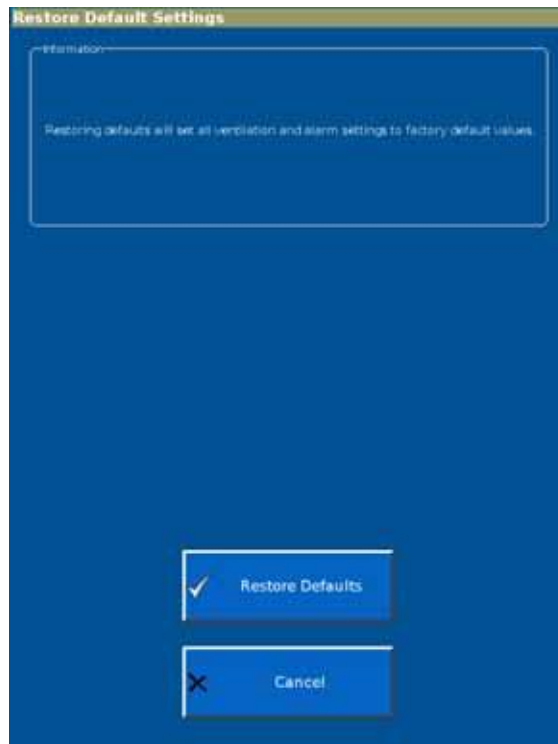 Restore Default Settings
Information
Restoring defaults will set all ventilation and alarm settings to factory default values.
Restore Defaults
Cancel